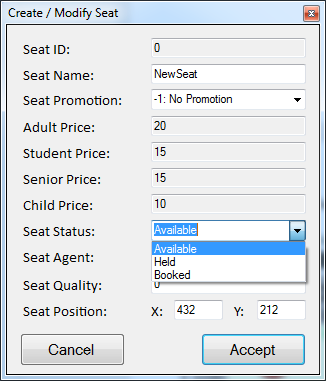 Create / Modify Seat
Seat ID: 0
Seat Name: NewSeat
Seat Promotion: -1: No Promotion
Adult Price: 20
Student Price: 15
Senior Price: 15
Child Price: 10
Seat Status: Available
Available
Seat Agent: Held
Booked
Seat Quality: 0
Seat Position: X: 432 Y: 212
Cancel Accept